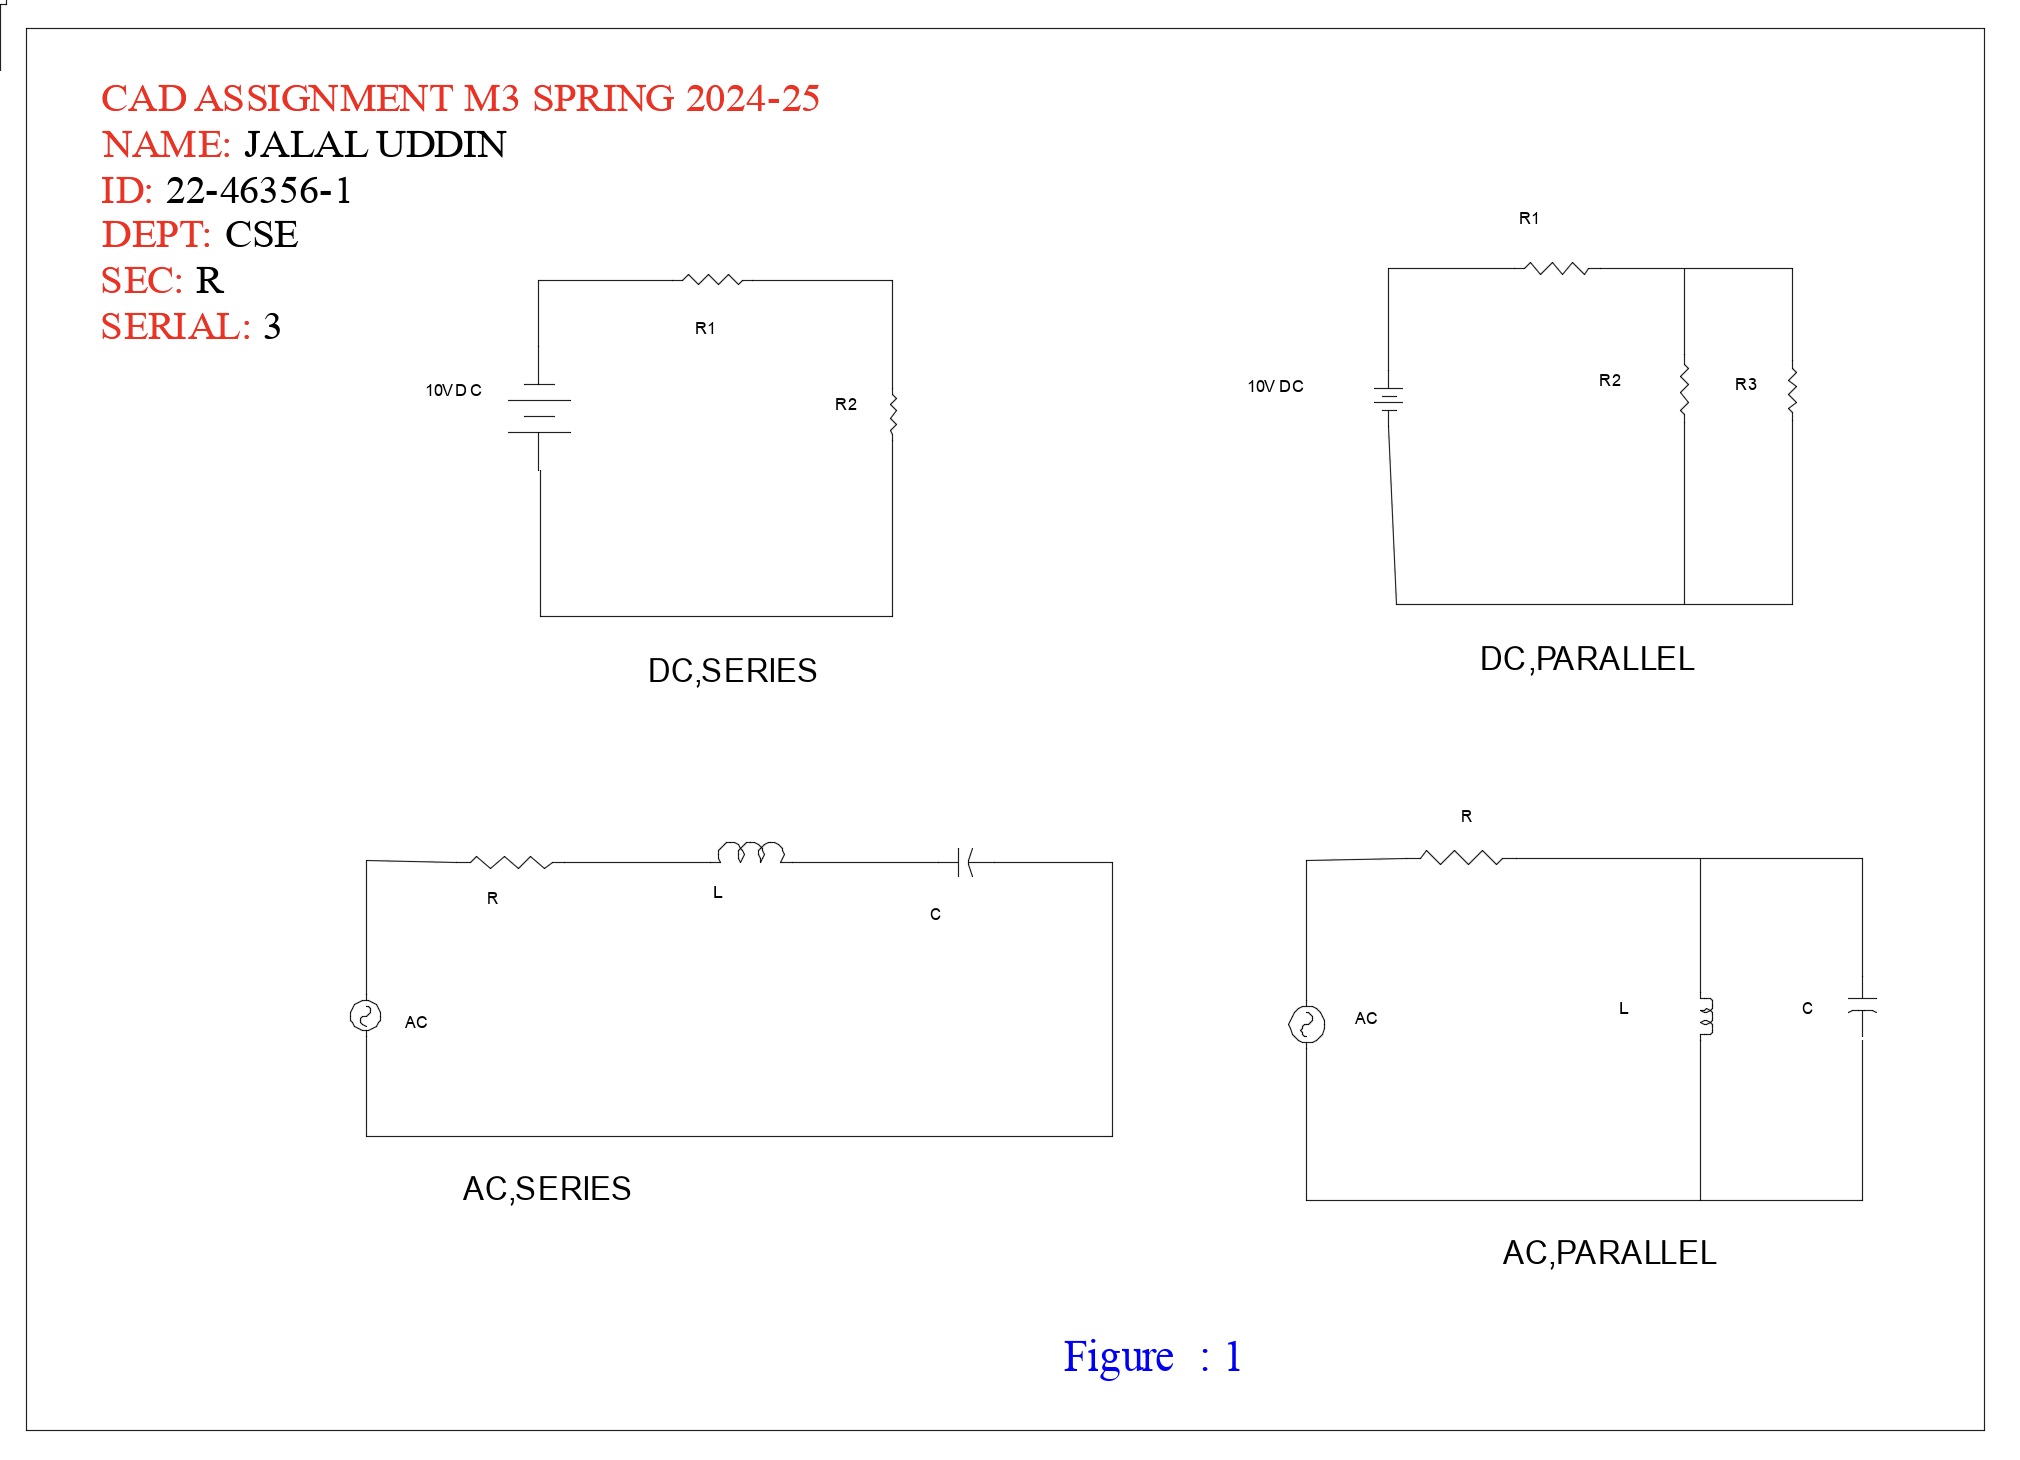 CAD ASSIGNMENT M3 SPRING 2024-25
NAME: JALAL UDDIN
ID: 22-46356-1
DEPT: CSE
SEC: R
SERIAL: 3
R1
10V DC
R2
DC,SERIES
R1
10V DC
R2
R3
DC,PARALLEL
R
L
C
AC
AC,SERIES
R
AC
L
C
AC,PARALLEL
Figure : 1